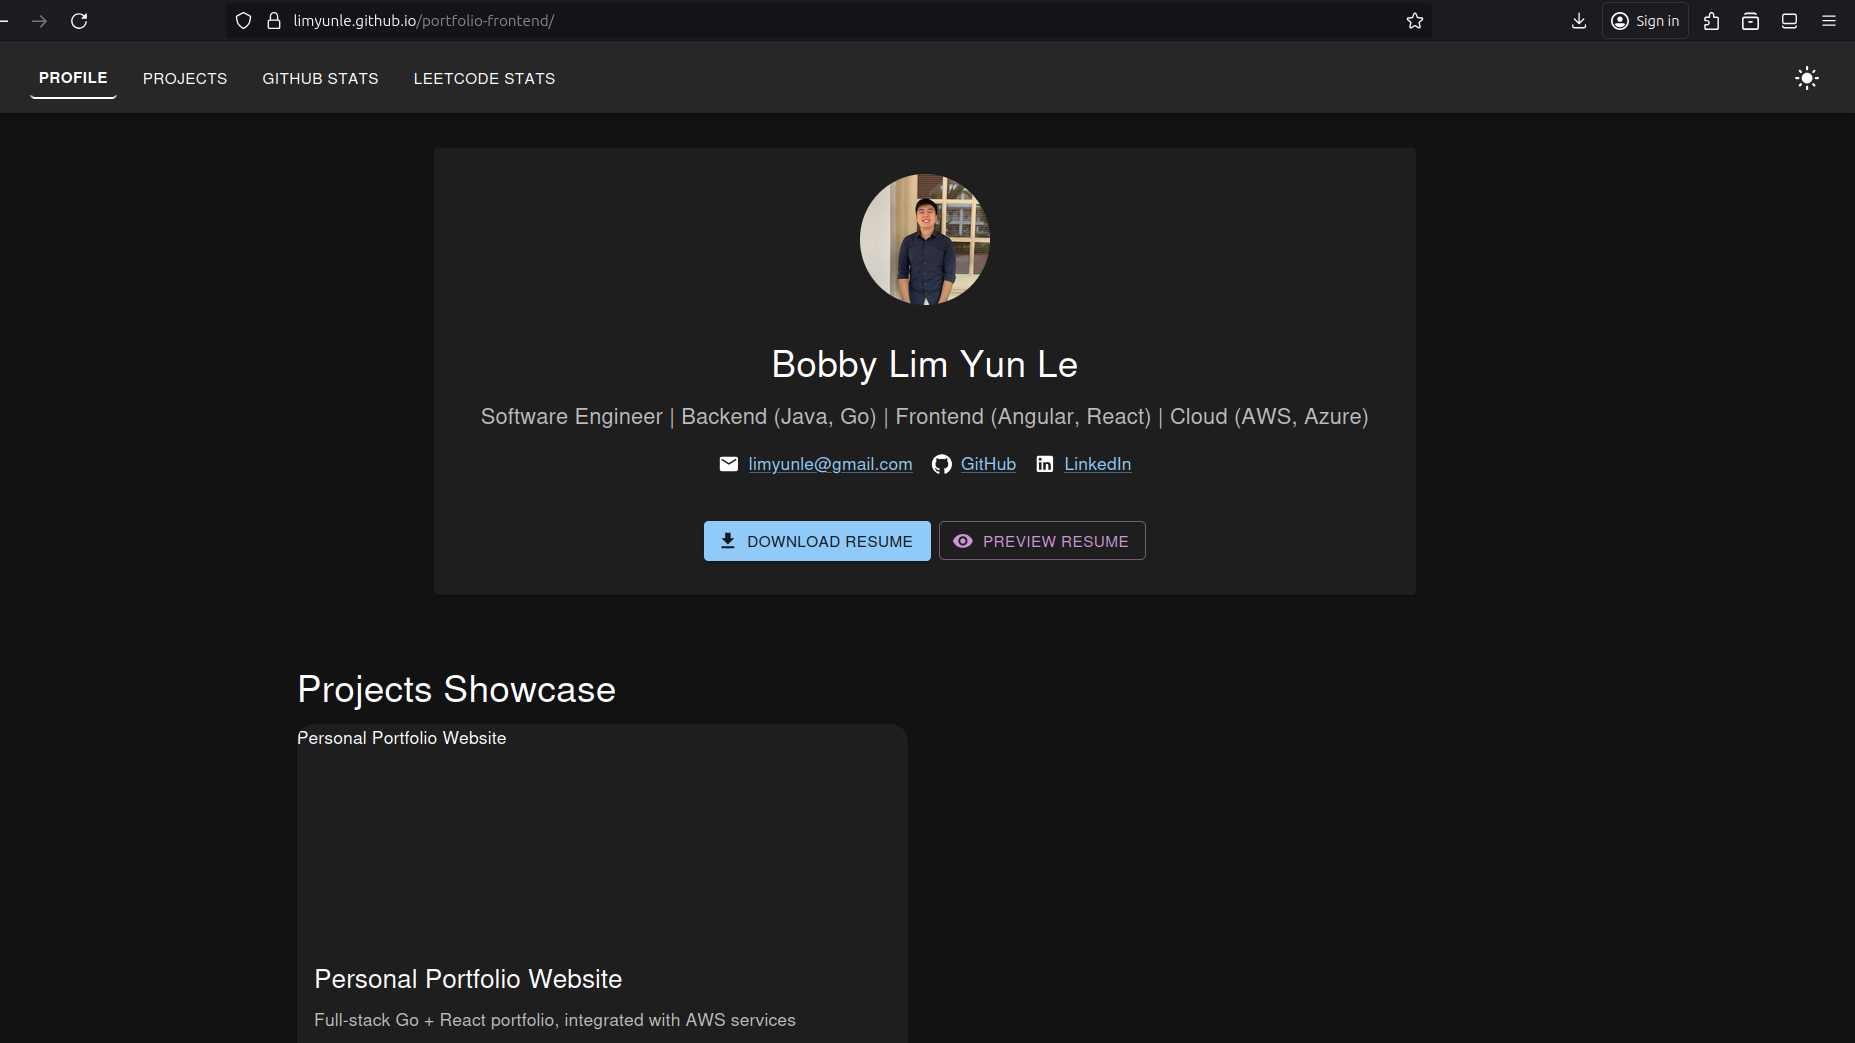 limyunle.github.io/portfolio-frontend/
Sign in
PROFILE PROJECTS GITHUB STATS LEETCODE STATS
Bobby Lim Yun Le
Software Engineer | Backend (Java, Go) | Frontend (Angular, React) | Cloud (AWS, Azure)
limyunle@gmail.com GitHub LinkedIn
DOWNLOAD RESUME PREVIEW RESUME
Projects Showcase
Personal Portfolio Website
Personal Portfolio Website
Full-stack Go + React portfolio, integrated with AWS services